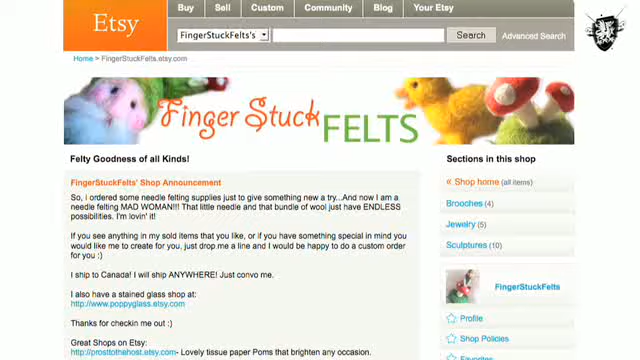 Etsy
Buy Sell Custom Community Blog Your Etsy
FingerStuckFelts's Search Advanced Search
Home > FingerStuckFelts.etsy.com
Finger Stuck FELTS
Felty Goodness of all Kinds!
Sections in this shop
FingerStuckFelts' Shop Announcement
« Shop home (all items)
So, i ordered some needle felting supplies just to give something new a try...And now I am a
needle felting MAD WOMAN!!! That little needle and that bundle of wool just have ENDLESS
possibilities. I'm lovin' it!
Brooches (4)
Jewelry (5)
Sculptures (10)
If you see anything in my sold items that you like, or if you have something special in mind you
would like me to create for you, just drop me a line and I would be happy to do a custom order
for you :)
I ship to Canada! I will ship ANYWHERE! Just convo me.
FingerStuckFelts
I also have a stained glass shop at:
http://www.poppyglass.etsy.com
Profile
Thanks for checkin me out :)
Shop Policies
Great Shops on Etsy:
http://prosttothehost.etsy.com- Lovely tissue paper Poms that brighten any occasion.
Favorites